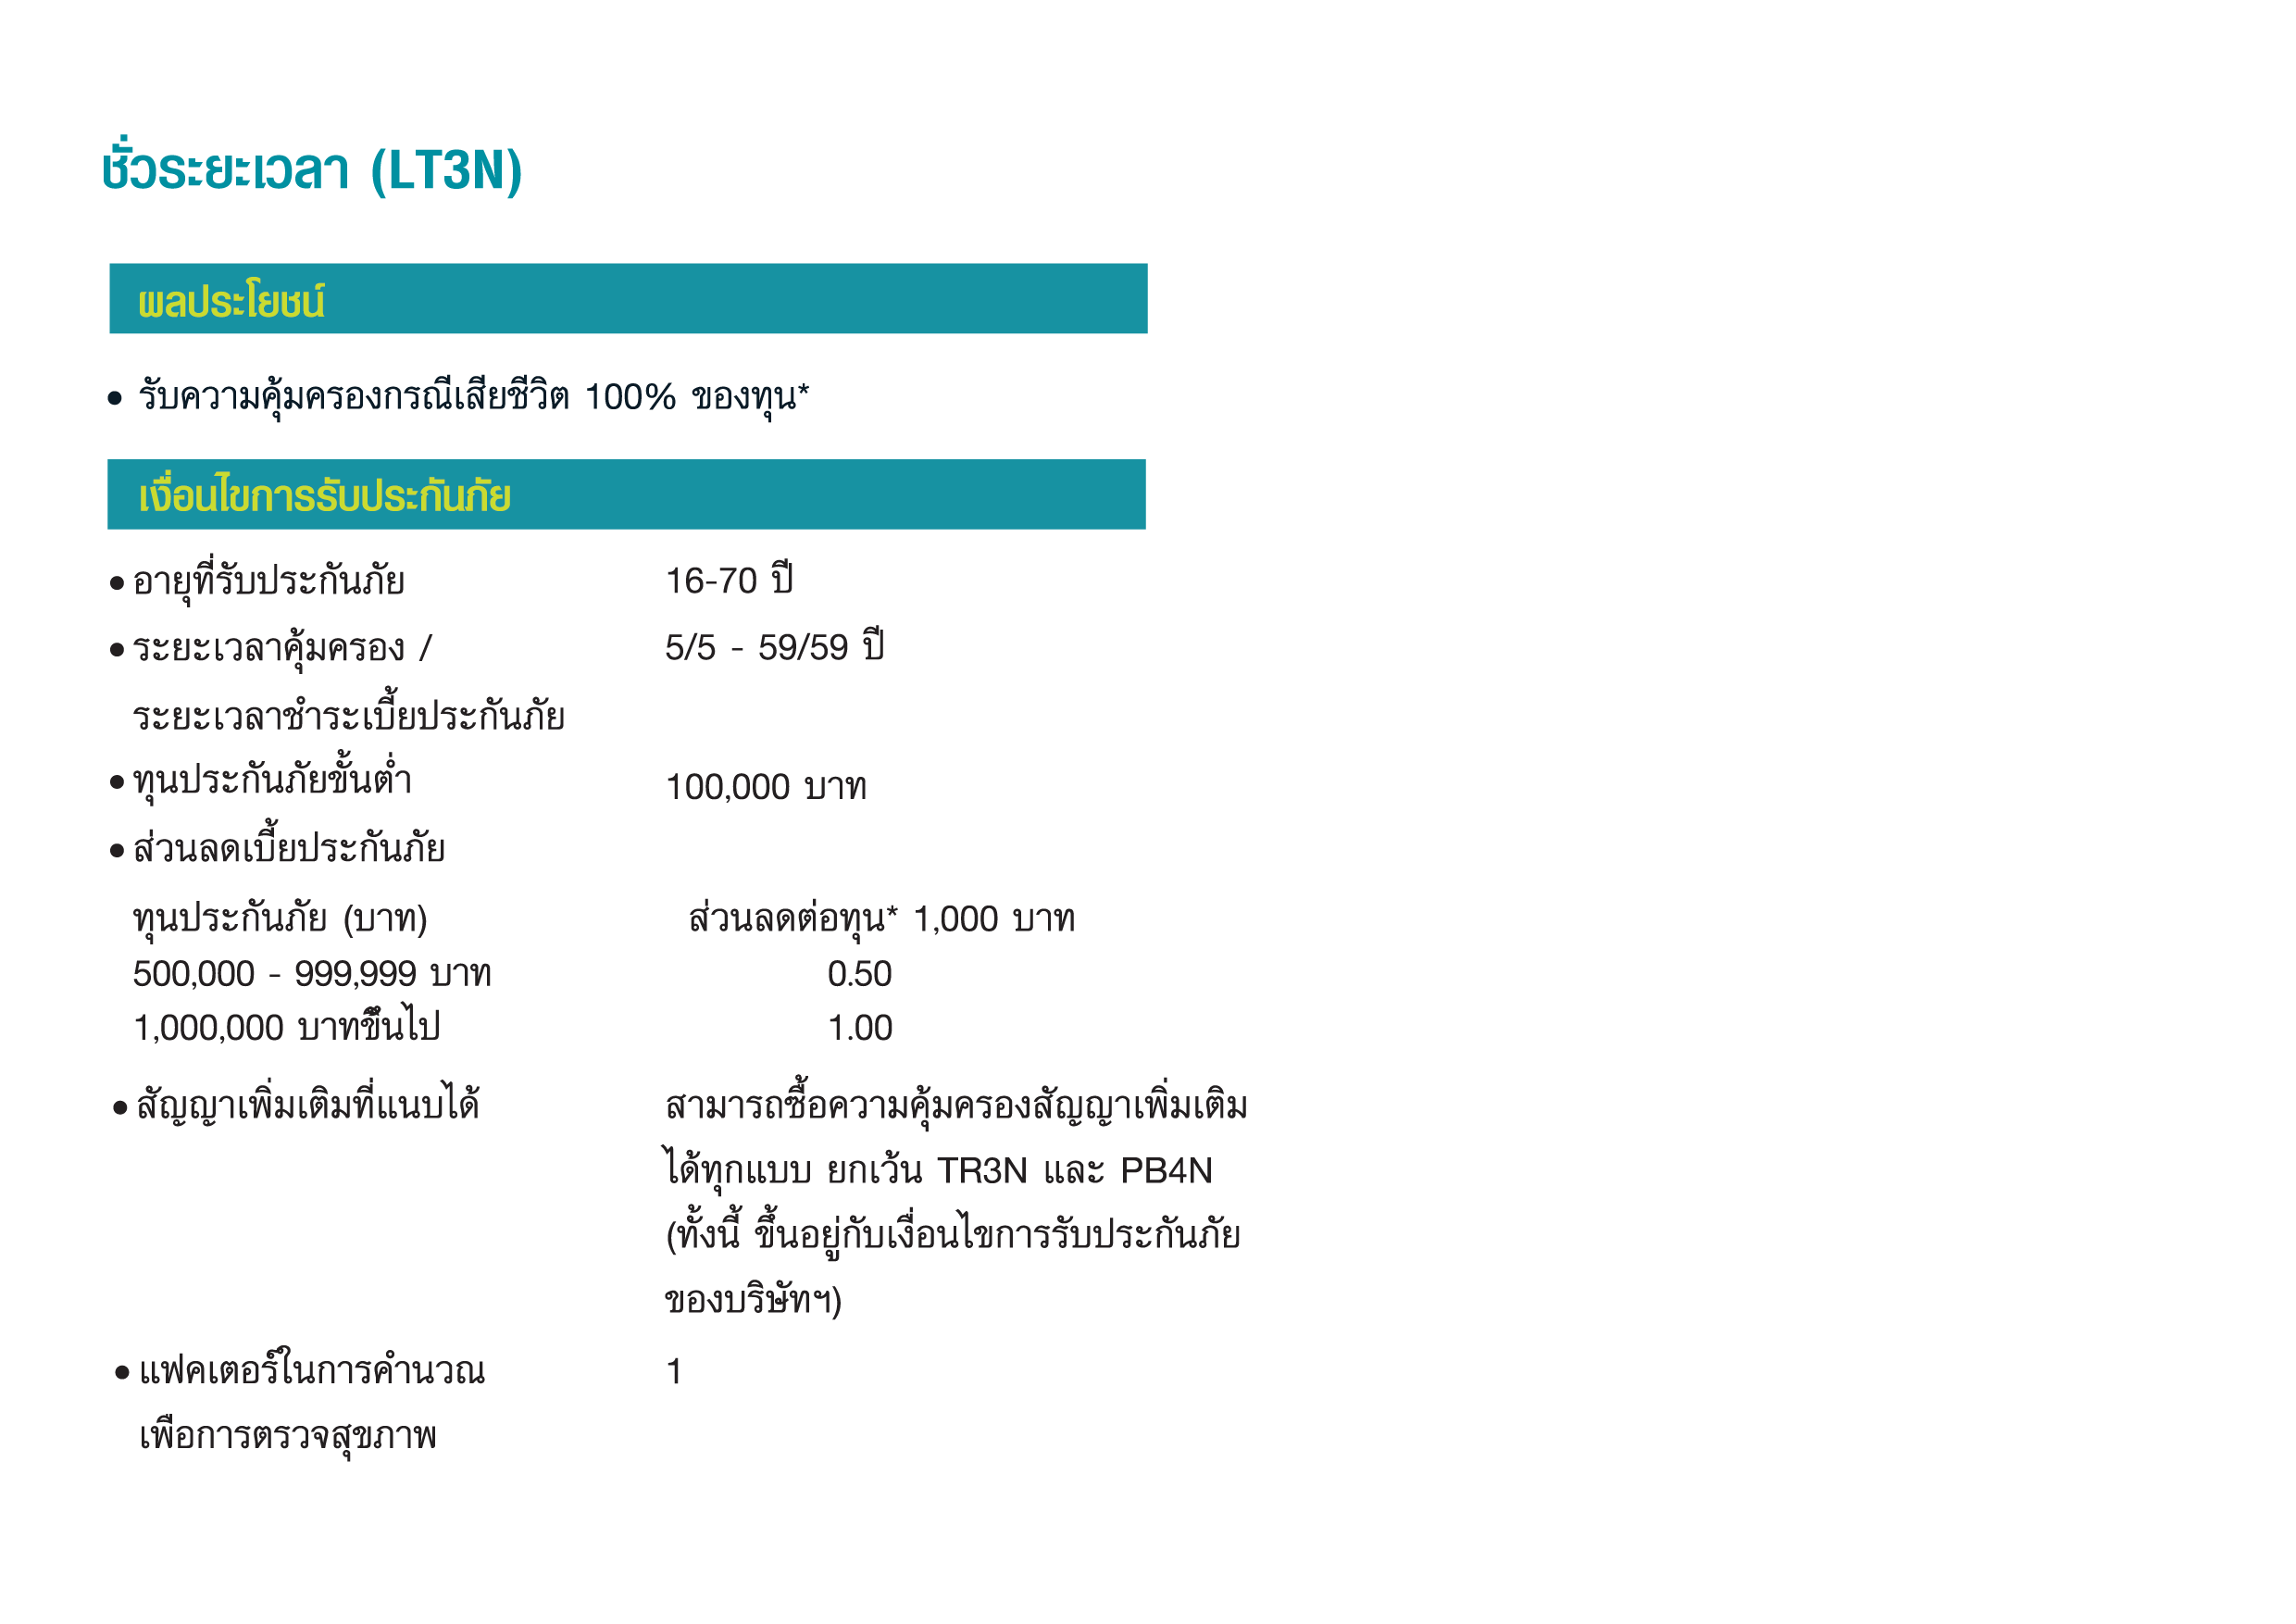 ชั่วระยะเวลา (LT3N)
ผลประโยชน์
• รับความคุ้มครองกรณีเสียชีวิต 100% ของทุน*
เงื่อนไขการรับประกันภัย
• อายุที่รับประกันภัย 16-70 ปี
• ระยะเวลาคุ้มครอง / 5/5 - 59/59 ปี
ระยะเวลาชำระเบี้ยประกันภัย
• ทุนประกันภัยขั้นต่ำ 100,000 บาท
• ส่วนลดเบี้ยประกันภัย
ทุนประกันภัย (บาท) ส่วนลดต่อทุน* 1,000 บาท
500,000 - 999,999 บาท 0.50
1,000,000 บาทขึ้นไป 1.00
• สัญญาเพิ่มเติมที่แนบได้ สามารถซื้อความคุ้มครองสัญญาเพิ่มเติม
ได้ทุกแบบ ยกเว้น TR3N และ PB4N
(ทั้งนี้ ขึ้นอยู่กับเงื่อนไขการรับประกันภัย
ของบริษัทฯ)
• แฟคเตอร์ในการคำนวณ 1
เพือการตรวจสุขภาพ